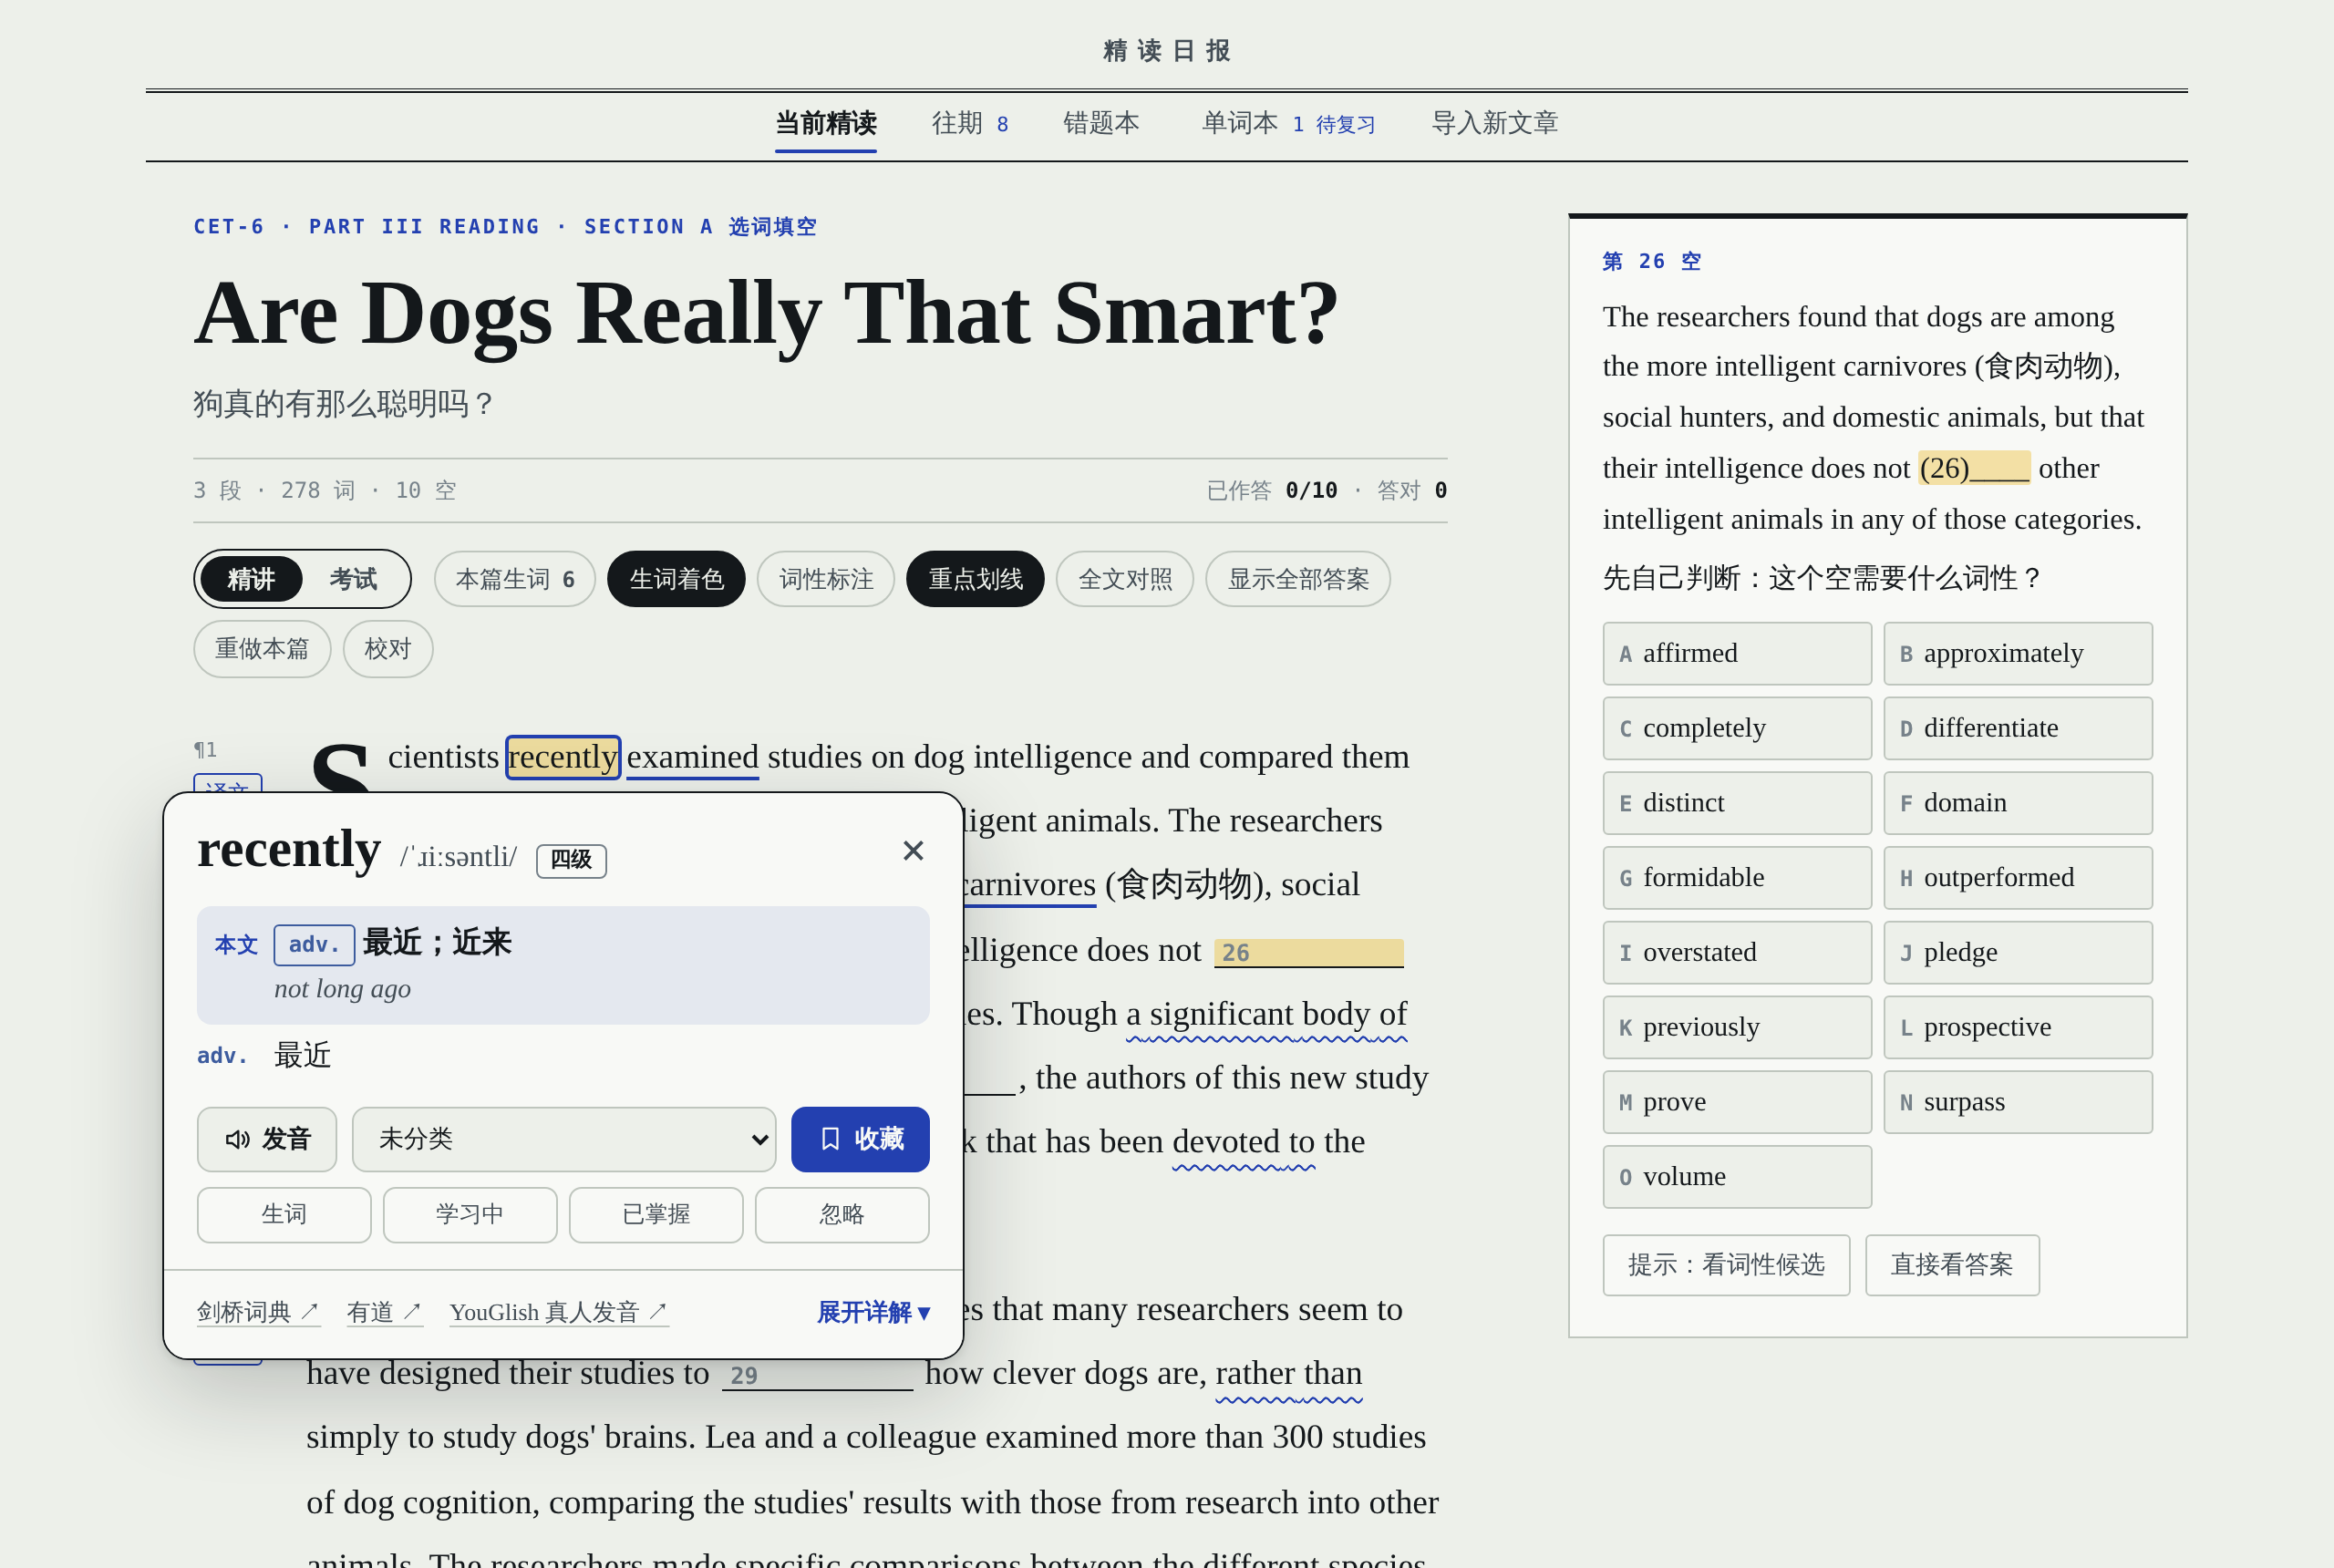 精读日报
当前精读 往期 8 错题本 单词本 1 待复习 导入新文章
CET-6 · PART III READING · SECTION A 选词填空
Are Dogs Really That Smart?
狗真的有那么聪明吗？
3 段 · 278 词 · 10 空 已作答 0/10 · 答对 0
精讲 考试 本篇生词 6 生词着色 词性标注 重点划线 全文对照 显示全部答案
重做本篇 校对
¶1
Scientists recently examined studies on dog intelligence and compared them
ligent animals. The researchers
carnivores (食肉动物), social
elligence does not 26
es. Though a significant body of
, the authors of this new study
k that has been devoted to the
es that many researchers seem to
have designed their studies to 29 how clever dogs are, rather than
simply to study dogs' brains. Lea and a colleague examined more than 300 studies
of dog cognition, comparing the studies' results with those from research into other
animals. The researchers made specific comparisons between the different species
recently /ˈɹiːsəntli/ 四级 ✕
本文 adv. 最近；近来
not long ago
adv. 最近
发音 未分类 收藏
生词 学习中 已掌握 忽略
剑桥词典 ↗ 有道 ↗ YouGlish 真人发音 ↗ 展开详解 ▾
第 26 空
The researchers found that dogs are among
the more intelligent carnivores (食肉动物),
social hunters, and domestic animals, but that
their intelligence does not (26)____ other
intelligent animals in any of those categories.
先自己判断：这个空需要什么词性？
A affirmed B approximately
C completely D differentiate
E distinct F domain
G formidable H outperformed
I overstated J pledge
K previously L prospective
M prove N surpass
O volume
提示：看词性候选 直接看答案